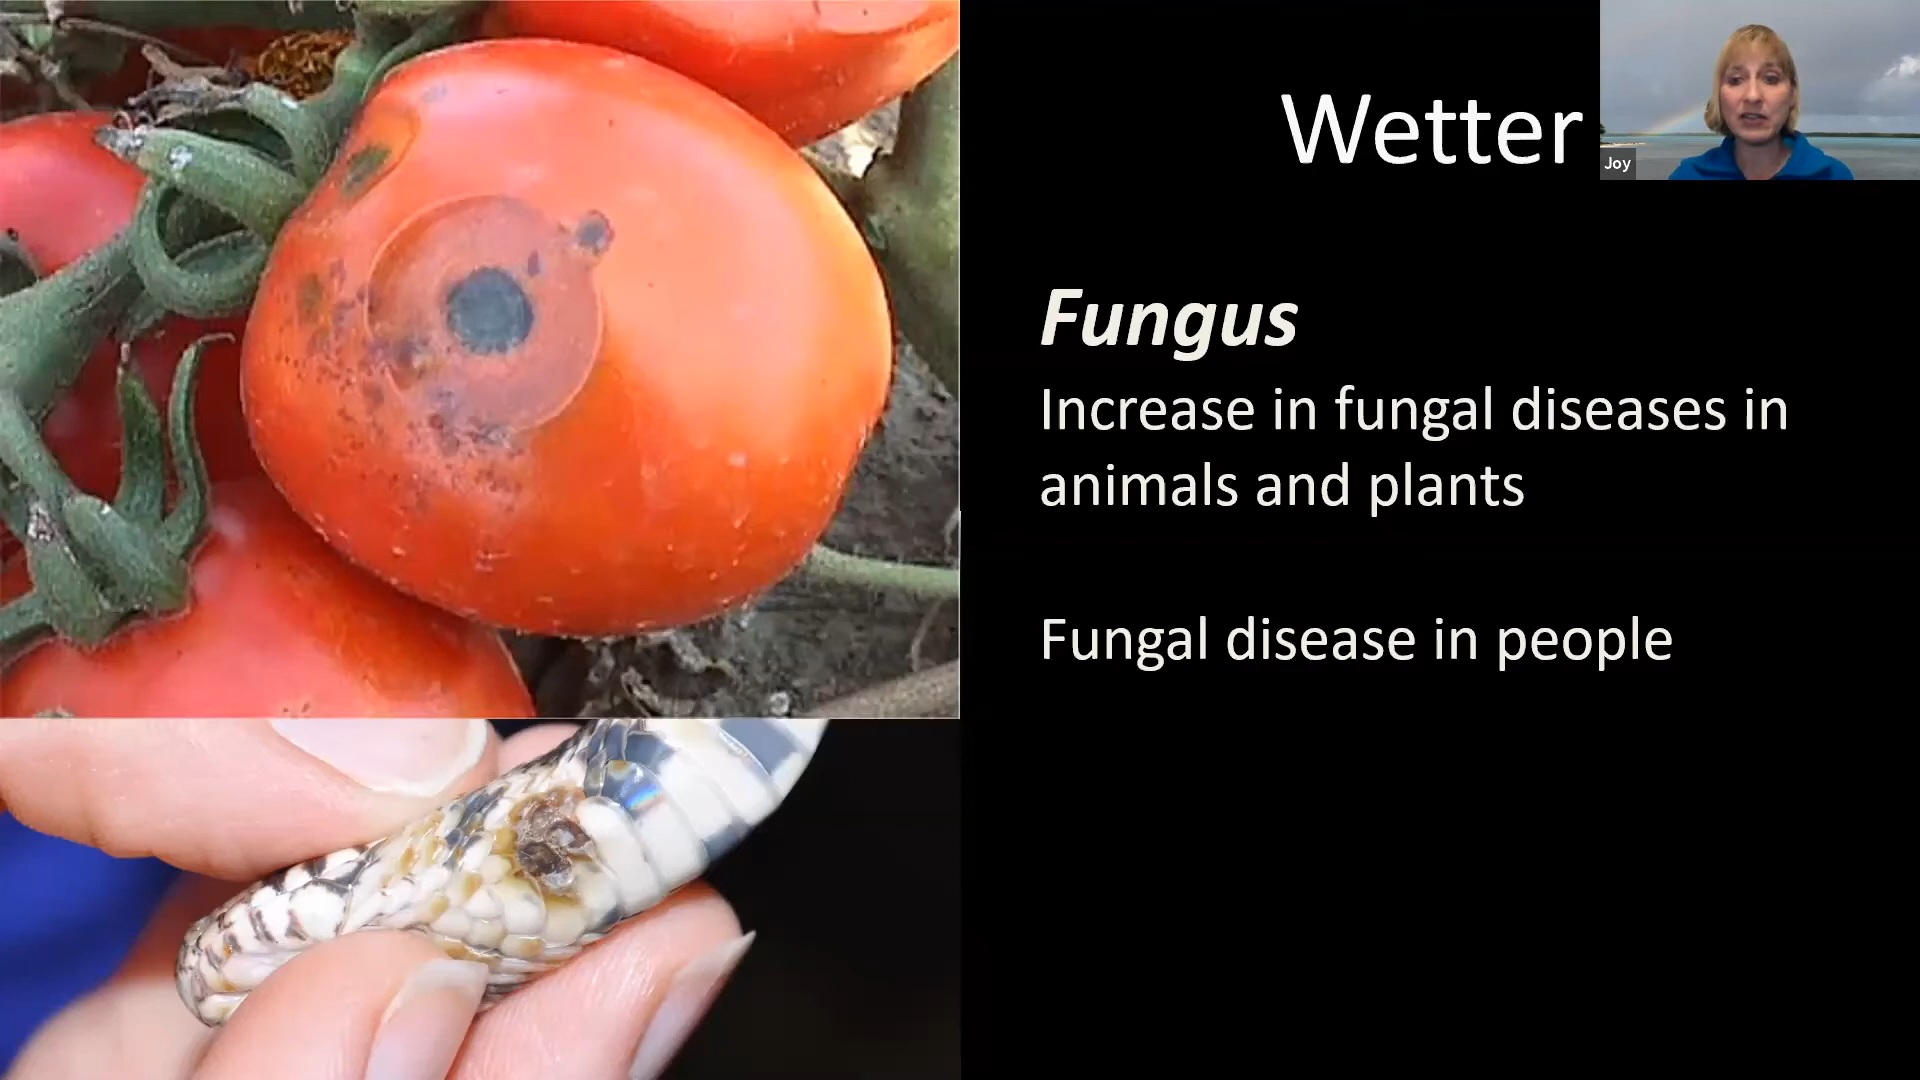 Wetter
Joy
Fungus
Increase in fungal diseases in
animals and plants
Fungal disease in people